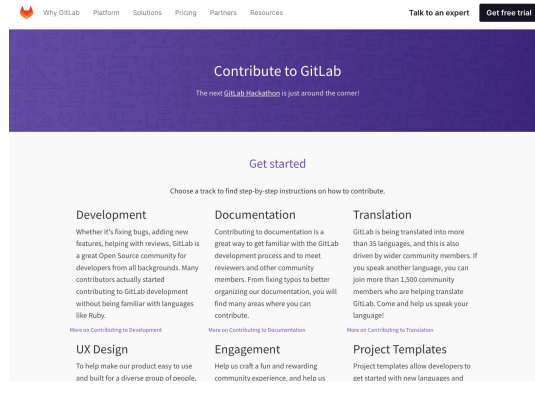 Why GitLab Platform Solutions Pricing Partners Resources Talk to an expert Get free trial
Contribute to GitLab
The next GitLab Hackathon is just around the corner!
Get started
Choose a track to find step-by-step instructions on how to contribute.
Development
Whether it's fixing bugs, adding new
features, helping with reviews, GitLab is
a great Open Source community for
developers from all backgrounds. Many
contributors actually started
contributing to GitLab development
without being familiar with languages
like Ruby.
More on Contributing to Development
Documentation
Contributing to documentation is a
great way to get familiar with the GitLab
development process and to meet
reviewers and other community
members. From fixing typos to better
organizing our documentation, you will
find many areas where you can
contribute.
More on Contributing to Documentation
Translation
GitLab is being translated into more
than 35 languages, and this is also
driven by wider community members. If
you speak another language, you can
join more than 1,500 community
members who are helping translate
GitLab. Come and help us speak your
language!
More on Contributing to Translation
UX Design
To help make our product easy to use
and built for a diverse group of people,
Engagement
Help us craft a fun and rewarding
community experience, and help us
Project Templates
Project templates allow developers to
get started with new languages and